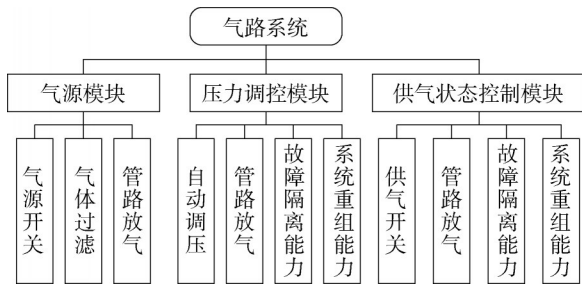 气路系统
气源模块
压力调控模块
供气状态控制模块
气源开关
气体过滤
管路放气
自动调压
管路放气
故障隔离能力
系统重组能力
供气开关
管路放气
故障隔离能力
系统重组能力